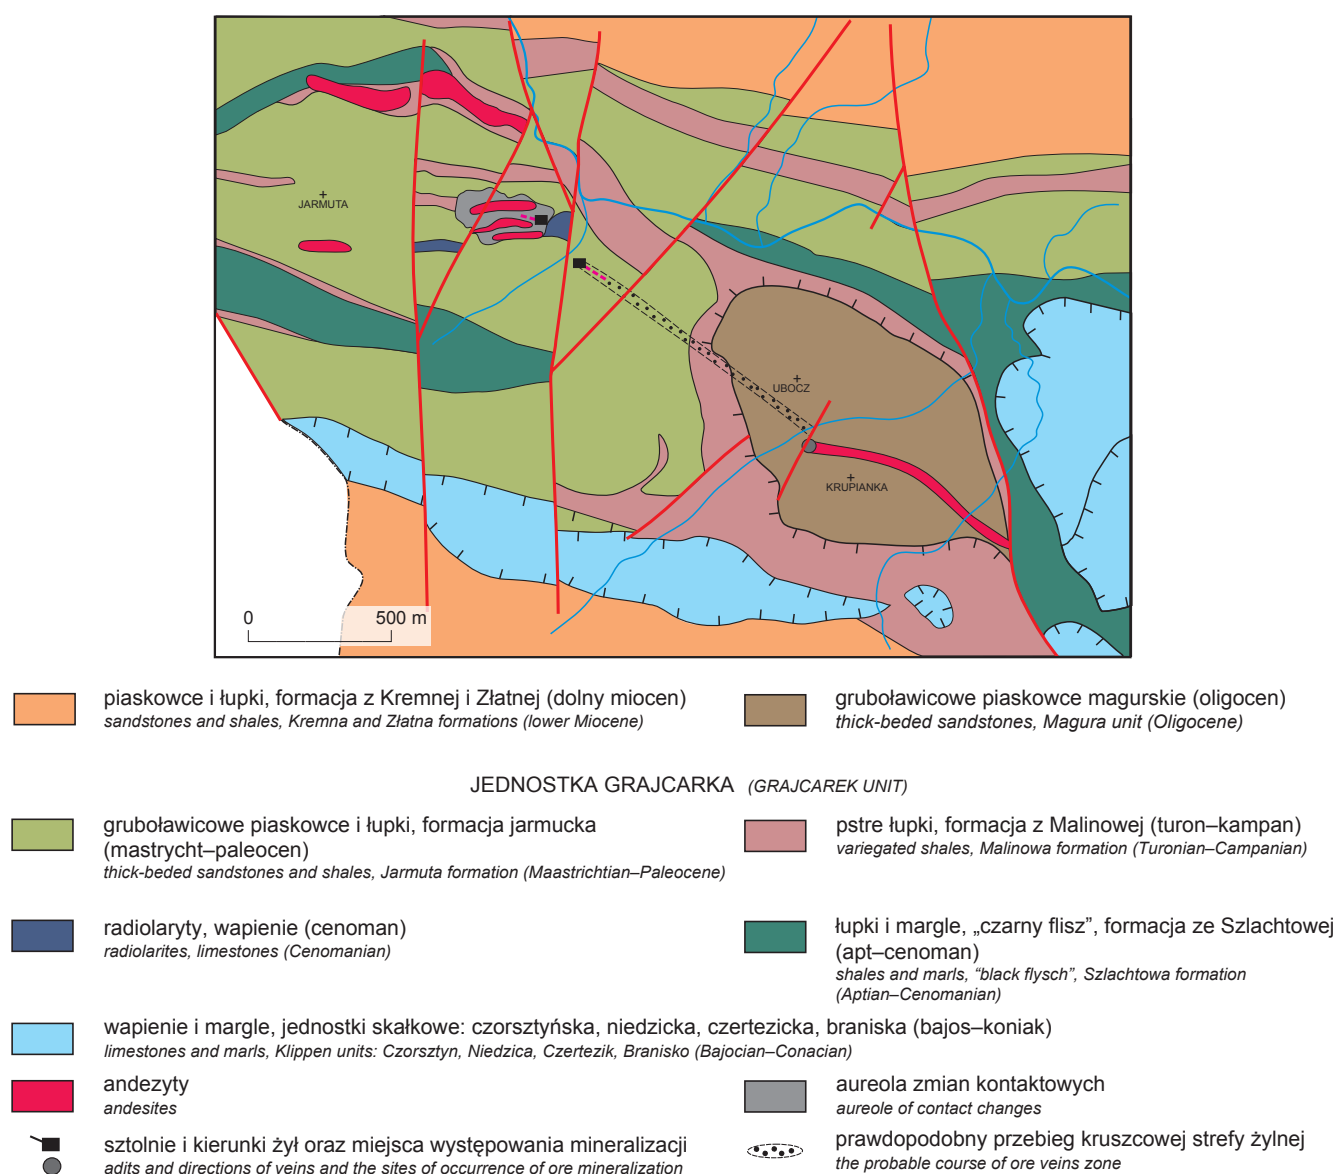 JARMUTA
UBOCZ
KRUPIANKA
0 500 m
piaskowce i łupki, formacja z Kremnej i Złatnej (dolny miocen)
sandstones and shales, Kremna and Złatna formations (lower Miocene)
gruboławicowe piaskowce magurskie (oligocen)
thick-beded sandstones, Magura unit (Oligocene)
JEDNOSTKA GRAJCARKA (GRAJCAREK UNIT)
gruboławicowe piaskowce i łupki, formacja jarmucka
(mastrycht–paleocen)
thick-beded sandstones and shales, Jarmuta formation (Maastrichtian–Paleocene)
pstre łupki, formacja z Malinowej (turon–kampan)
variegated shales, Malinowa formation (Turonian–Campanian)
radiolaryty, wapienie (cenoman)
radiolarites, limestones (Cenomanian)
łupki i margle, „czarny flisz”, formacja ze Szlachtowej
(apt–cenoman)
shales and marls, “black flysch”, Szlachtowa formation
(Aptian–Cenomanian)
wapienie i margle, jednostki skałkowe: czorsztyńska, niedzicka, czertezicka, braniska (bajos–koniak)
limestones and marls, Klippen units: Czorsztyn, Niedzica, Czertezik, Branisko (Bajocian–Conacian)
andezyty
andesites
aureola zmian kontaktowych
aureole of contact changes
sztolnie i kierunki żył oraz miejsca występowania mineralizacji
adits and directions of veins and the sites of occurrence of ore mineralization
prawdopodobny przebieg kruszcowej strefy żylnej
the probable course of ore veins zone